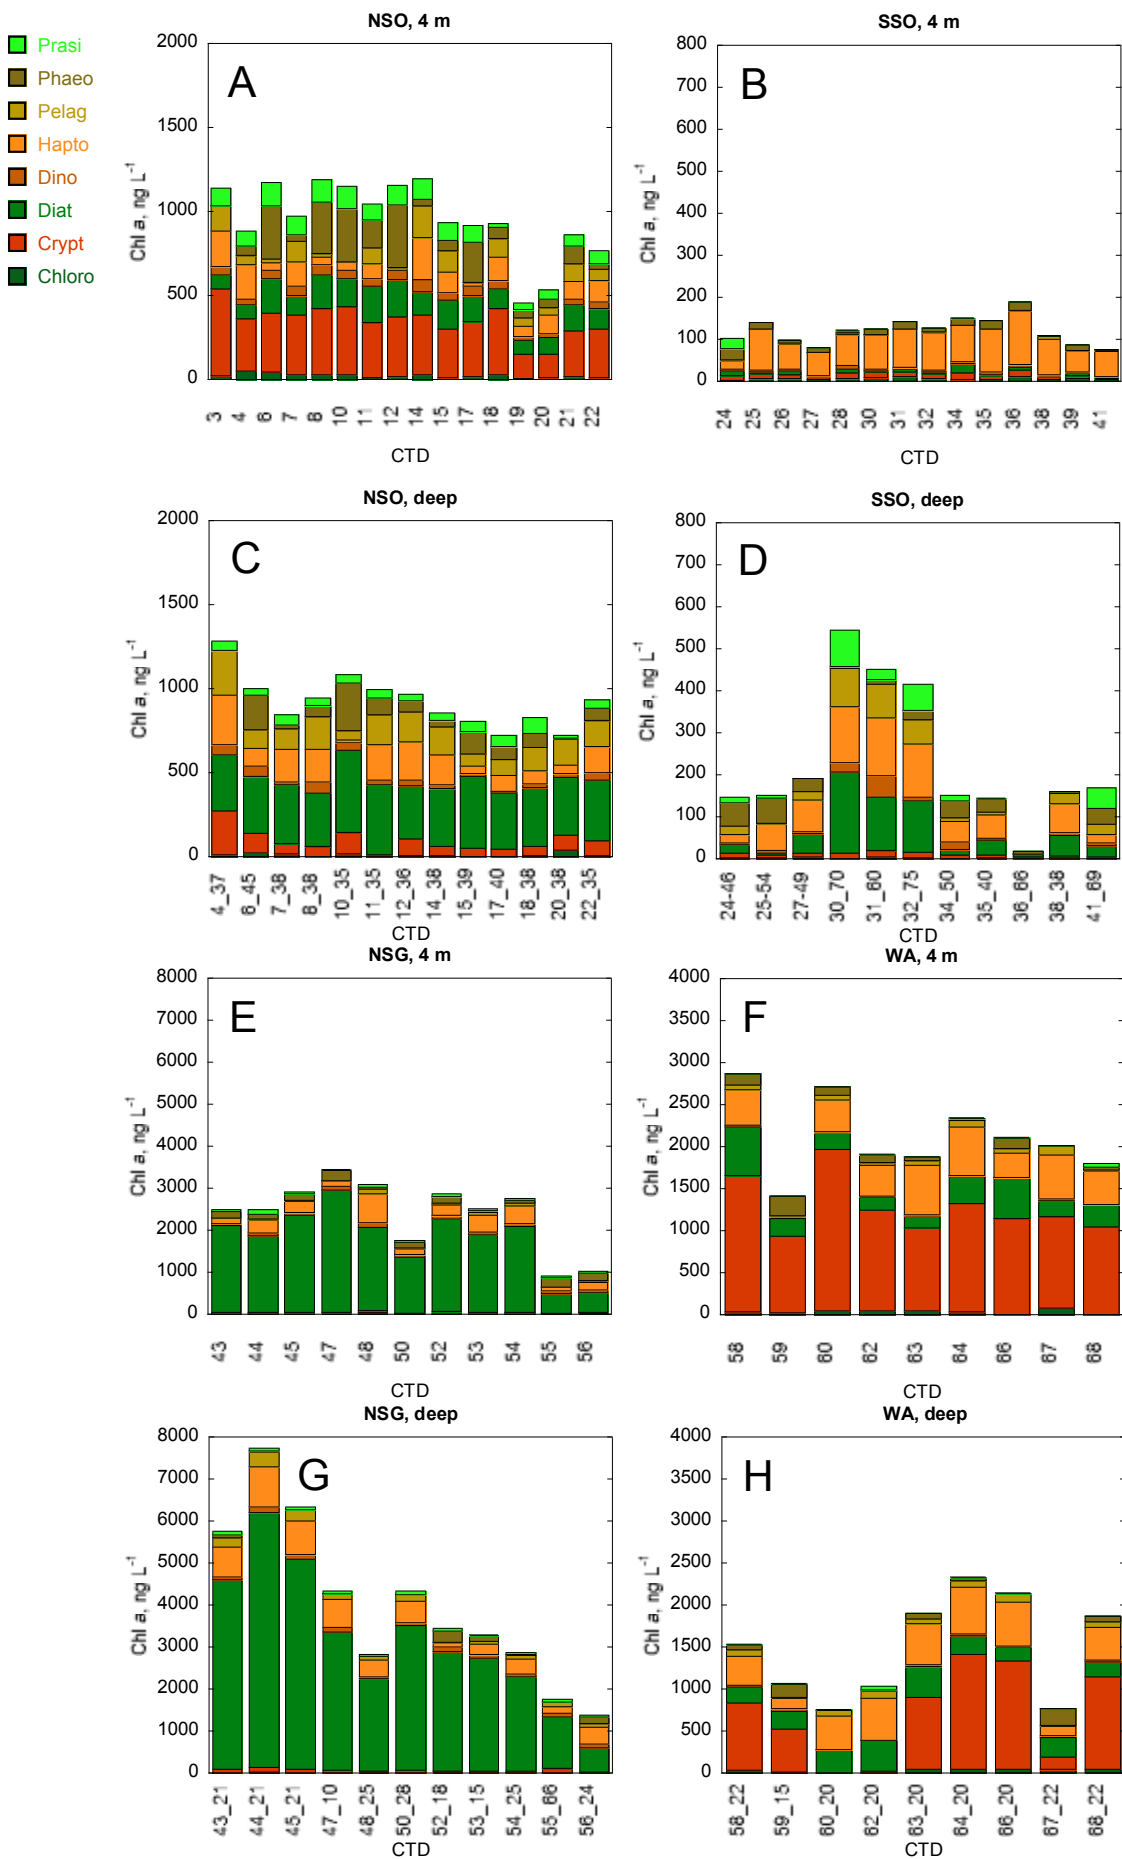 Prasi
Phaeo
Pelag
Hapto
Dino
Diat
Crypt
Chloro
NSO, 4 m
A
2000
1500
1000
500
0
Chl a, ng L⁻¹
3 4 6 7 8 10 11 12 14 15 17 18 19 20 21 22
CTD
SSO, 4 m
B
800
700
600
500
400
300
200
100
0
Chl a, ng L⁻¹
24 25 26 27 28 30 31 32 34 35 36 38 39 41
CTD
NSO, deep
C
2000
1500
1000
500
0
Chl a, ng L⁻¹
4_37 6_45 7_38 8_38 10_35 11_35 12_36 14_38 15_39 17_40 18_38 20_38 22_35
CTD
SSO, deep
D
800
700
600
500
400
300
200
100
0
Chl a, ng L⁻¹
24-46 25-54 27-49 30_70 31_60 32_75 34_50 35_40 36_66 38_38 41_69
CTD
NSG, 4 m
E
8000
7000
6000
5000
4000
3000
2000
1000
0
Chl a, ng L⁻¹
43 44 45 47 48 50 52 53 54 55 56
CTD
WA, 4 m
F
4000
3500
3000
2500
2000
1500
1000
500
0
Chl a, ng L⁻¹
58 59 60 62 63 64 66 67 68
CTD
NSG, deep
G
8000
7000
6000
5000
4000
3000
2000
1000
0
Chl a, ng L⁻¹
43_21 44_21 45_21 47_10 48_25 50_28 52_18 53_15 54_25 55_66 56_24
CTD
WA, deep
H
4000
3500
3000
2500
2000
1500
1000
500
0
Chl a, ng L⁻¹
58_22 59_15 60_20 62_20 63_20 64_20 66_20 67_22 68_22
CTD